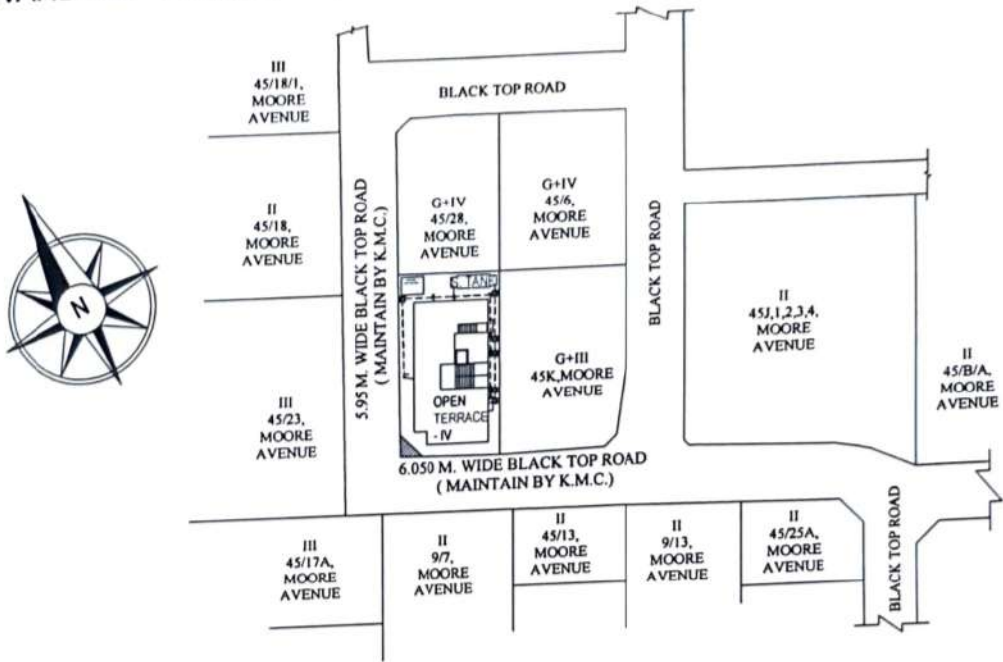 III
45/18/1,
MOORE
AVENUE
BLACK TOP ROAD
II
45/18,
MOORE
AVENUE
5.95 M. WIDE BLACK TOP ROAD
( MAINTAIN BY K.M.C.)
G+IV
45/28,
MOORE
AVENUE
G+IV
45/6,
MOORE
AVENUE
BLACK TOP ROAD
II
45J,1,2,3,4,
MOORE
AVENUE
II
45/B/A,
MOORE
AVENUE
N
S. TANK
III
45/23,
MOORE
AVENUE
OPEN
TERRACE
- IV
G+III
45K,MOORE
AVENUE
6.050 M. WIDE BLACK TOP ROAD
( MAINTAIN BY K.M.C.)
III
45/17A,
MOORE
AVENUE
II
9/7,
MOORE
AVENUE
II
45/13,
MOORE
AVENUE
II
9/13,
MOORE
AVENUE
II
45/25A,
MOORE
AVENUE
BLACK TOP ROAD